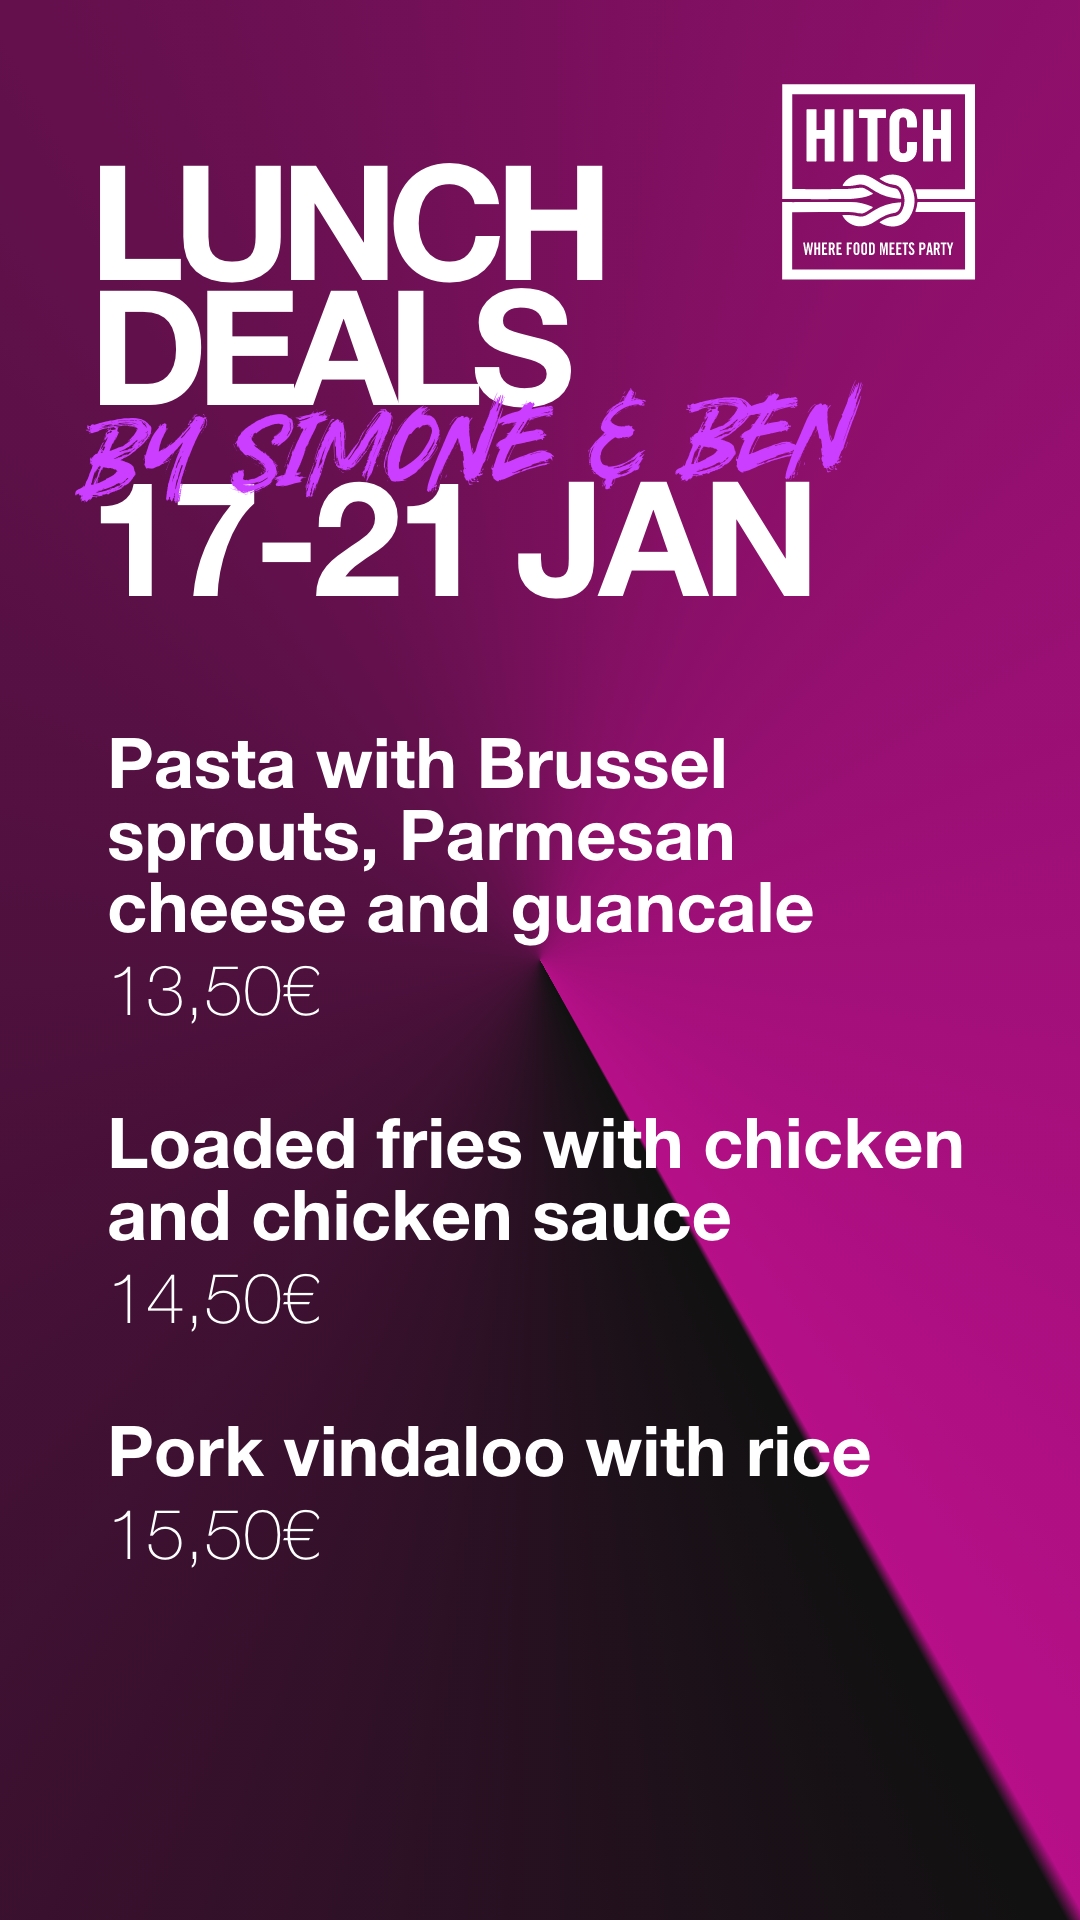 HITCH
WHERE FOOD MEETS PARTY
LUNCH
DEALS
BY SIMONE & BEN
17-21 JAN
Pasta with Brussel
sprouts, Parmesan
cheese and guancale
13,50€
Loaded fries with chicken
and chicken sauce
14,50€
Pork vindaloo with rice
15,50€